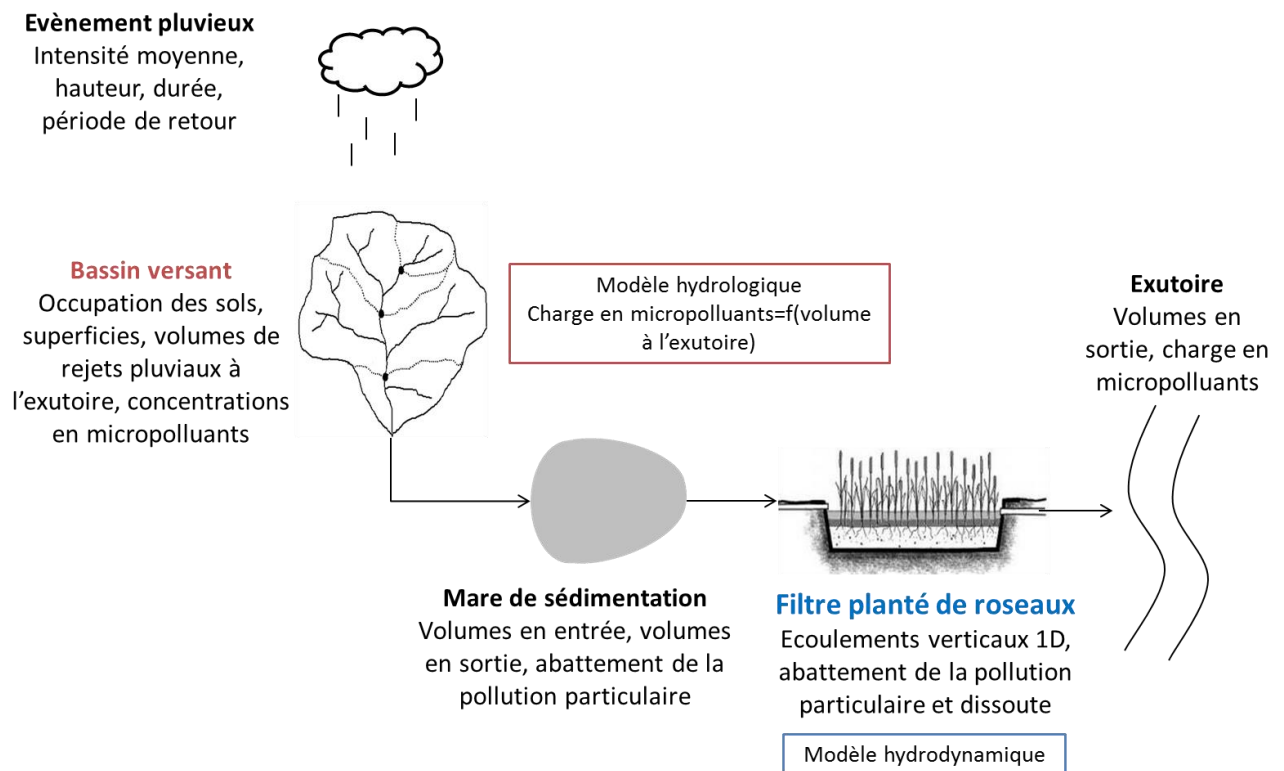 Evènement pluvieux
Intensité moyenne,
hauteur, durée,
période de retour
Bassin versant
Occupation des sols,
superficies, volumes de
rejets pluviaux à
l’exutoire, concentrations
en micropolluants
Modèle hydrologique
Charge en micropolluants=f(volume
à l’exutoire)
Exutoire
Volumes en
sortie, charge en
micropolluants
Mare de sédimentation
Volumes en entrée, volumes
en sortie, abattement de la
pollution particulaire
Filtre planté de roseaux
Ecoulements verticaux 1D,
abattement de la pollution
particulaire et dissoute
Modèle hydrodynamique